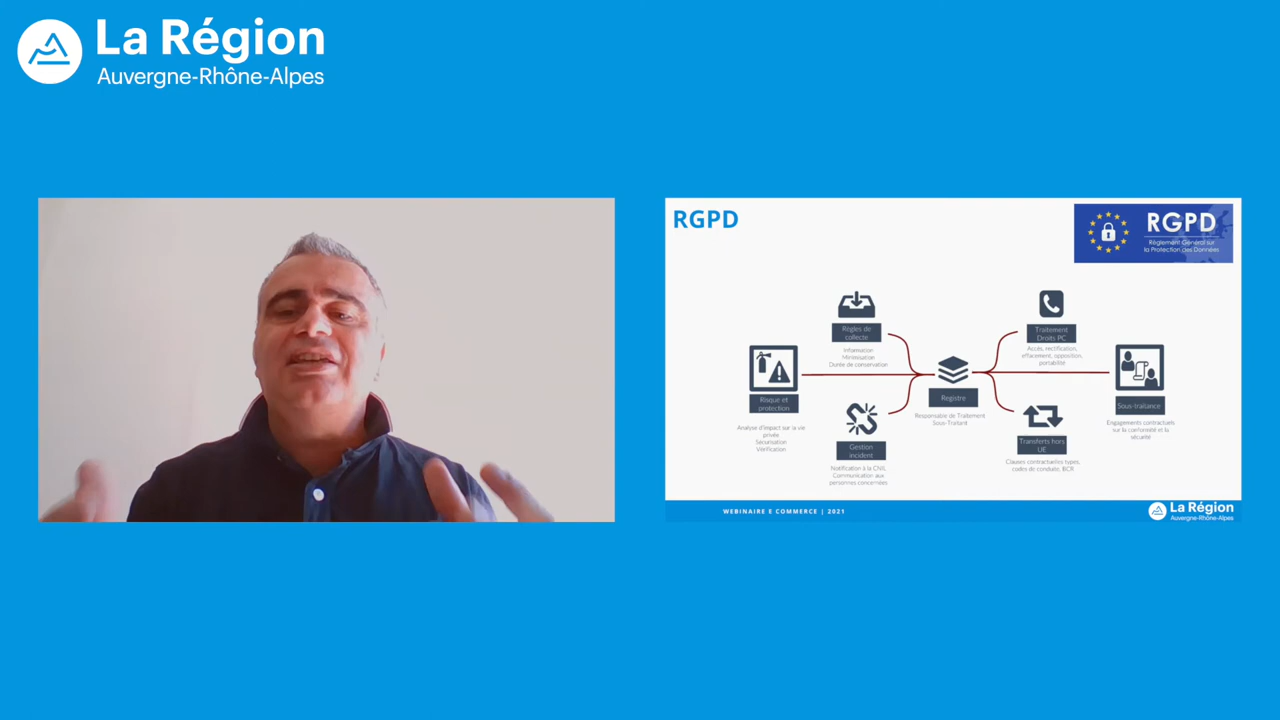 La Région
Auvergne-Rhône-Alpes
RGPD
RGPD
Règlement Général sur
la Protection des Données
Règles de
collecte
Information
Minimisation
Durée de conservation
Traitement
Droits PC
Accès, rectification,
effacement, opposition,
portabilité
Risque et
protection
Analyse d'impact sur la vie
privée
Sécurisation
Vérification
Registre
Responsable de Traitement
Sous-Traitant
Sous-traitance
Engagements contractuels
sur la conformité et la
sécurité
Gestion
incident
Notification à la CNIL
Communication aux
personnes concernées
Transferts hors
UE
Clauses contractuelles types,
codes de conduite, BCR
WEBINAIRE E COMMERCE | 2021
La Région
Auvergne-Rhône-Alpes